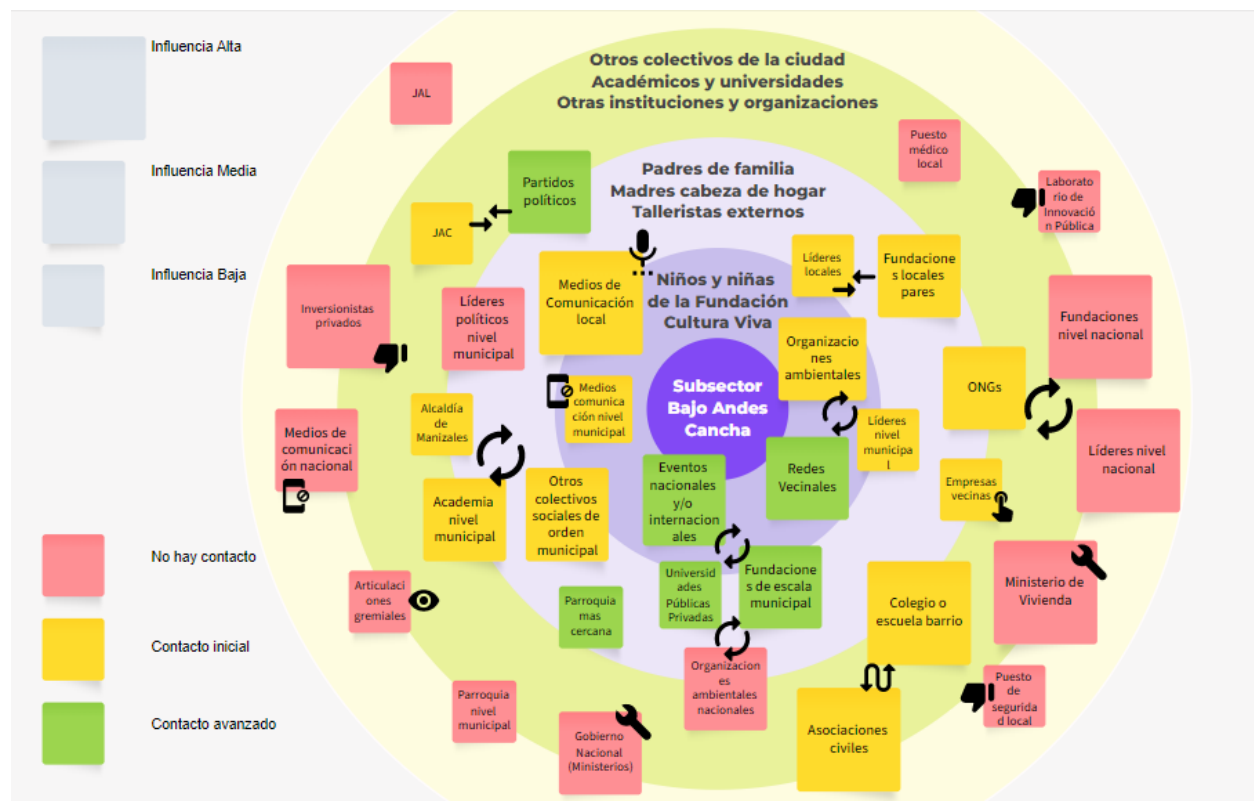 Influencia Alta
Influencia Media
Influencia Baja
No hay contacto
Contacto inicial
Contacto avanzado
Otros colectivos de la ciudad
Académicos y universidades
Otras instituciones y organizaciones
Padres de familia
Madres cabeza de hogar
Talleristas externos
Niños y niñas
de la Fundación
Cultura Viva
Subsector
Bajo Andes
Cancha
JAL
Puesto
médico
local
Laborato
rio de
Innovació
n Pública
Partidos
políticos
JAC
Líderes
locales
Fundacione
s locales
pares
Medios de
Comunicación
local
Inversionistas
privados
Líderes
políticos
nivel
municipal
Fundaciones
nivel nacional
Organizacio
nes
ambientales
ONGs
Medios
comunica
ción nivel
municipal
Alcaldía
de
Manizales
Líderes
nivel
municipa
l
Medios de
comunicaci
ón nacional
Líderes nivel
nacional
Eventos
nacionales
y/o
internacion
ales
Redes
Vecinales
Academia
nivel
municipal
Otros
colectivos
sociales de
orden
municipal
Empresas
vecinas
Ministerio de
Vivienda
Articulaci
ones
gremiales
Parroquia
mas
cercana
Universid
ades
Públicas
Privadas
Fundacione
s de escala
municipal
Colegio o
escuela barrio
Organizacion
es
ambientales
nacionales
Puesto
de
segurida
d local
Parroquia
nivel
municipal
Gobierno
Nacional
(Ministerios)
Asociaciones
civiles